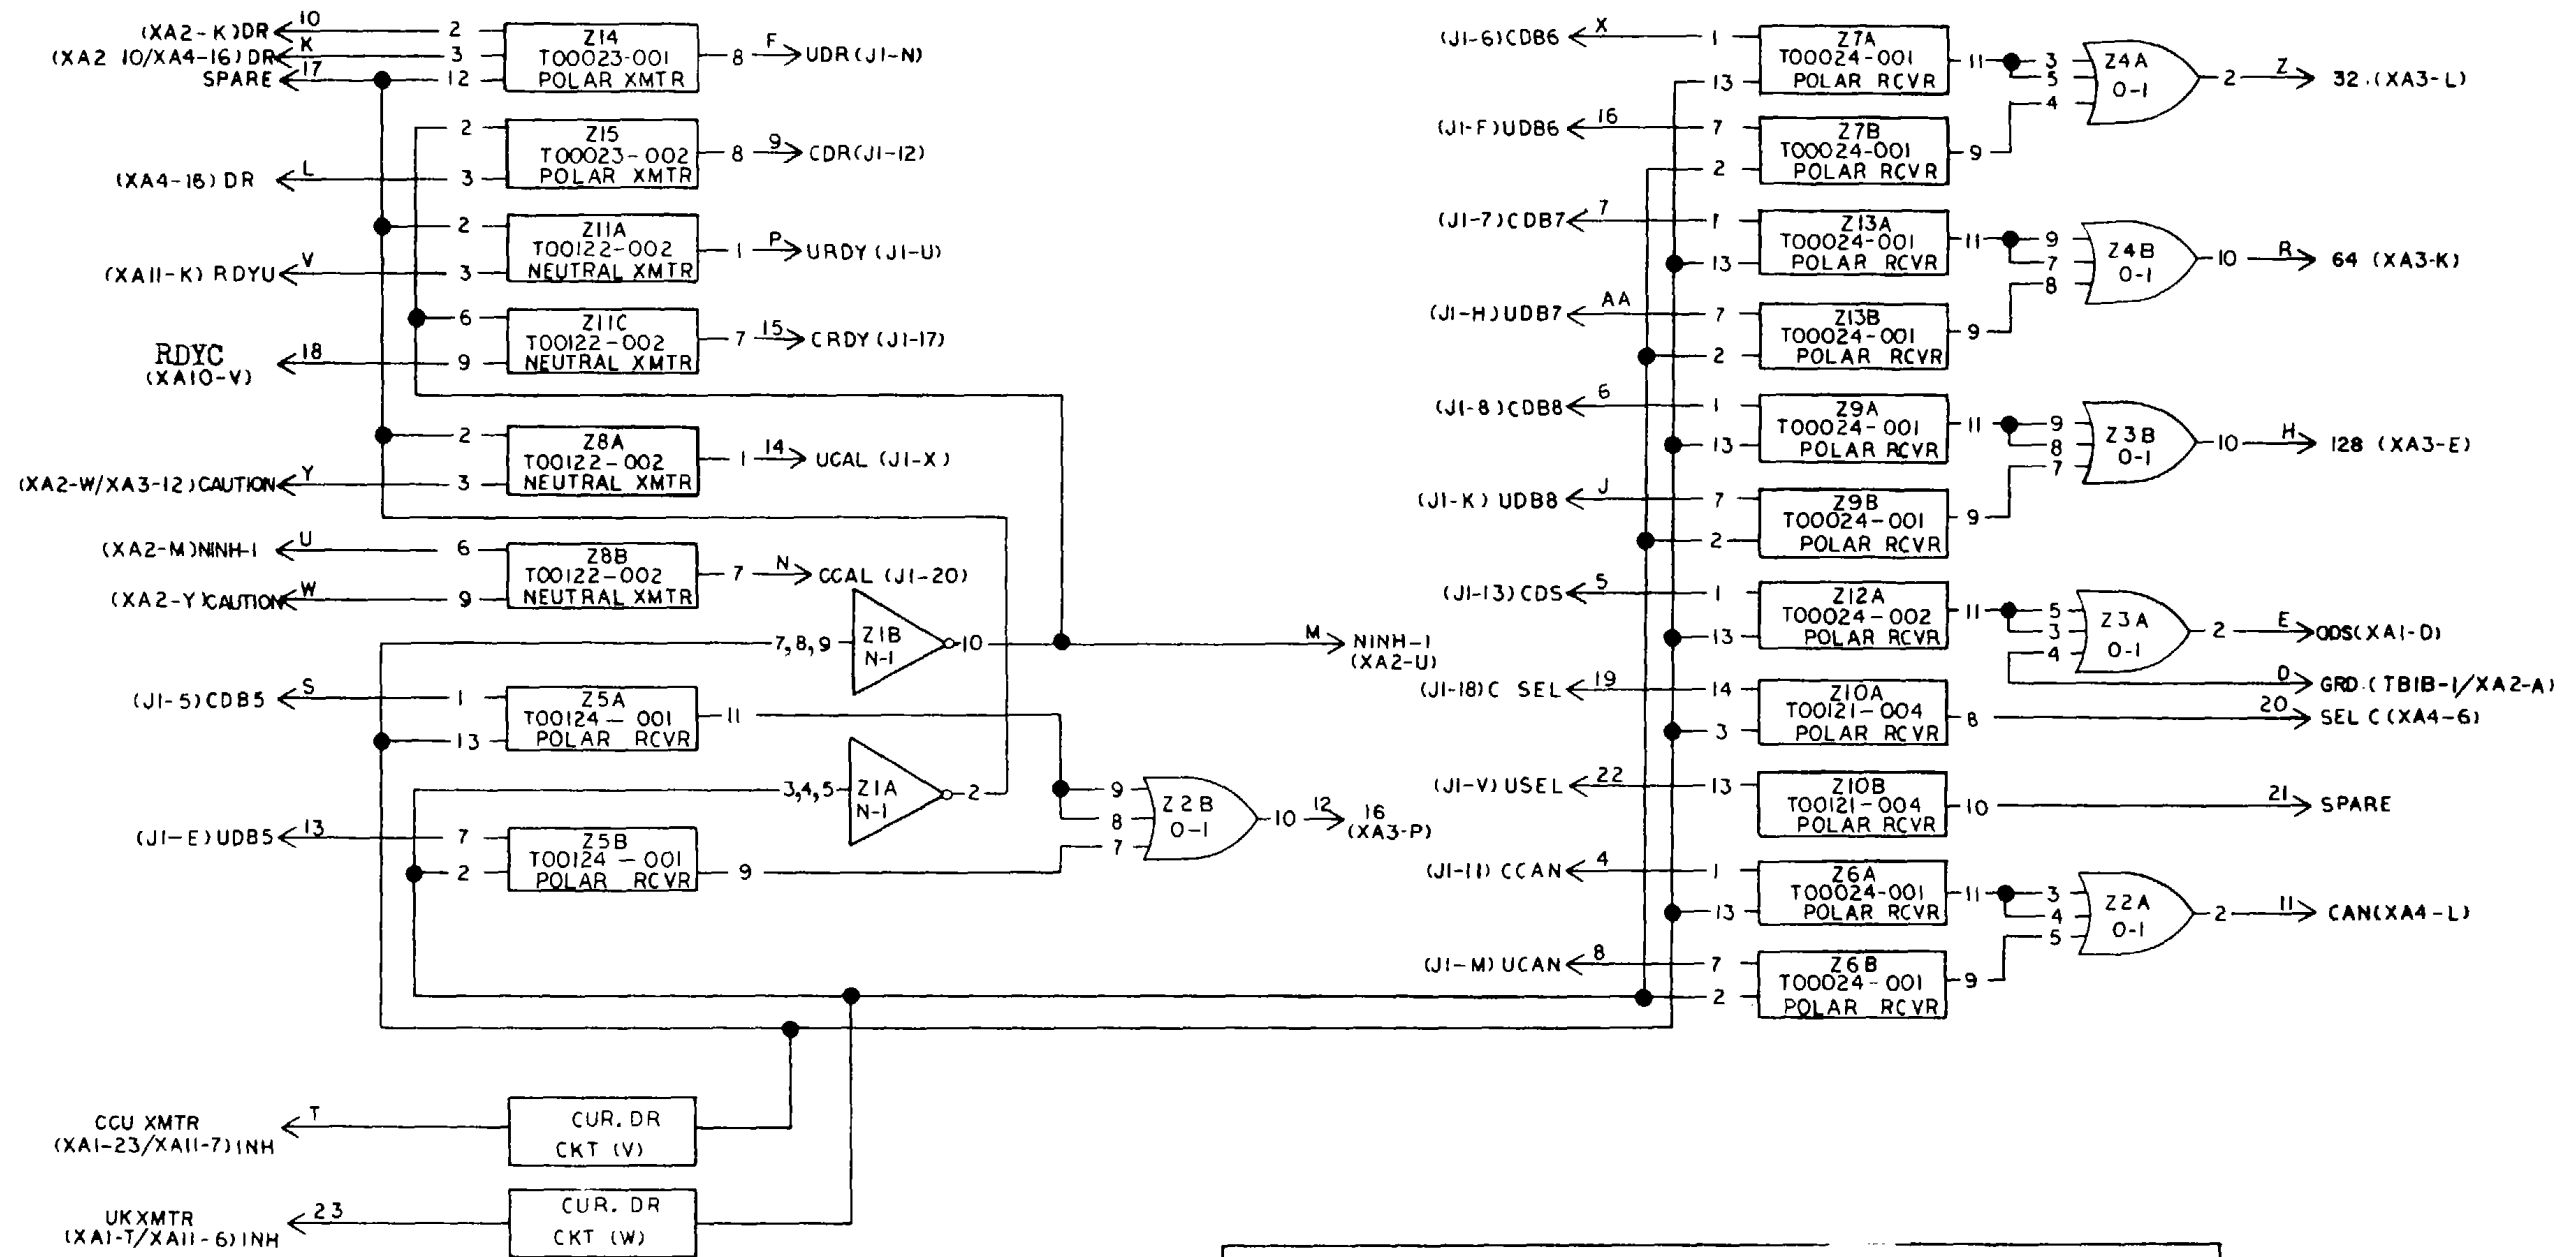 (XA2-K)DR 10 2 Z14 8 F UDR(J1-N)
(XA2 10/XA4-16)DR K 3 T00023-001
SPARE 17 12 POLAR XMTR
2 Z15 8 9 CDR(J1-12)
T00023-002
(XA4-16)DR L 3 POLAR XMTR
2 Z11A 1 P URDY(J1-U)
T00122-002
(XA11-K) RDYU V 3 NEUTRAL XMTR
6 Z11C 7 15 CRDY(J1-17)
T00122-002
RDYC 18 9 NEUTRAL XMTR
(XA10-V)
2 Z8A 1 14 UCAL (J1-X)
T00122-002
(XA2-W/XA3-12)CAUTION Y 3 NEUTRAL XMTR
(XA2-M)NINH-1 U 6 Z8B 7 N CCAL (J1-20)
T00122-002
(XA2-Y)CAUTION W 9 NEUTRAL XMTR
7,8,9 Z1B 10 M NINH-1
N-1 (XA2-U)
(J1-5)CDB5 S 1 Z5A 11
T00124-001
13 POLAR RCVR
3,4,5 Z1A 2
N-1
9 Z2B 10 12 16
8 O-1 (XA3-P)
7
(J1-E)UDB5 13 7 Z5B 9
T00124-001
2 POLAR RCVR
CCU XMTR T CUR. DR
(XA1-23/XA11-7)INH CKT (V)
UKXMTR 23 CUR. DR
(XA1-T/XA11-6)INH CKT (W)
(J1-6)CDB6 X 1 Z7A 11 3 Z4A 2 Z 32.(XA3-L)
T00024-001 5 O-1
13 POLAR RCVR 4
(J1-F)UDB6 16 7 Z7B 9
T00024-001
2 POLAR RCVR
(J1-7)CDB7 7 1 Z13A 11 9 Z4B 10 R 64 (XA3-K)
T00024-001 7 O-1
13 POLAR RCVR 8
(J1-H)UDB7 AA 7 Z13B 9
T00024-001
2 POLAR RCVR
(J1-8)CDB8 6 1 Z9A 11 9 Z3B 10 H 128 (XA3-E)
T00024-001 8 O-1
13 POLAR RCVR 7
(J1-K) UDB8 J 7 Z9B 9
T00024-001
2 POLAR RCVR
(J1-13)CDS 5 1 Z12A 11 5 Z3A 2 E ODS(XA1-D)
T00024-002 3 O-1
13 POLAR RCVR 4
D GRD.(TB1B-1/XA2-A)
(J1-18)C SEL 19 14 Z10A 8 20 SEL C(XA4-6)
T00121-004
3 POLAR RCVR
(J1-V) USEL 22 13 Z10B 10 21 SPARE
T00121-004
POLAR RCVR
(J1-11) CCAN 4 1 Z6A 11 3 Z2A 2 11 CAN(XA4-L)
T00024-001 4 O-1
13 POLAR RCVR 5
(J1-M) UCAN 8 7 Z6B 9
T00024-001
2 POLAR RCVR